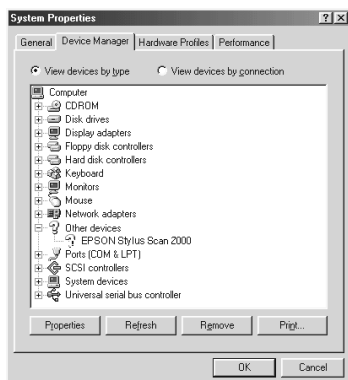 System Properties
General Device Manager Hardware Profiles Performance
View devices by type View devices by connection
Computer
CDROM
Disk drives
Display adapters
Floppy disk controllers
Hard disk controllers
Keyboard
Monitors
Mouse
Network adapters
Other devices
EPSON Stylus Scan 2000
Ports (COM & LPT)
SCSI controllers
System devices
Universal serial bus controller
Properties Refresh Remove Print...
OK Cancel